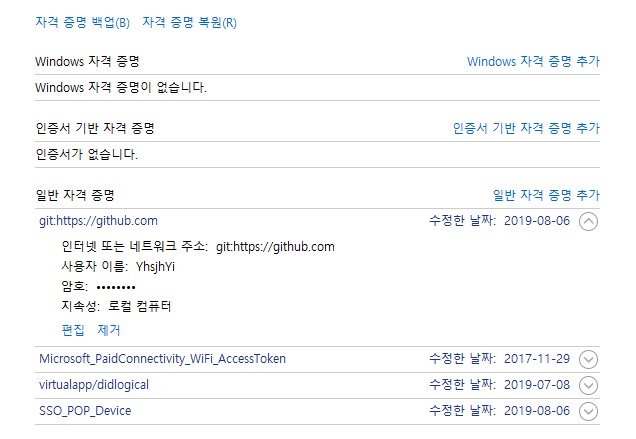 자격 증명 백업(B) 자격 증명 복원(R)
Windows 자격 증명 Windows 자격 증명 추가
Windows 자격 증명이 없습니다.
인증서 기반 자격 증명 인증서 기반 자격 증명 추가
인증서가 없습니다.
일반 자격 증명 일반 자격 증명 추가
git:https://github.com 수정한 날짜: 2019-08-06
인터넷 또는 네트워크 주소: git:https://github.com
사용자 이름: YhsjhYi
암호: ••••••••
지속성: 로컬 컴퓨터
편집 제거
Microsoft_PaidConnectivity_WiFi_AccessToken 수정한 날짜: 2017-11-29
virtualapp/didlogical 수정한 날짜: 2019-07-08
SSO_POP_Device 수정한 날짜: 2019-08-06